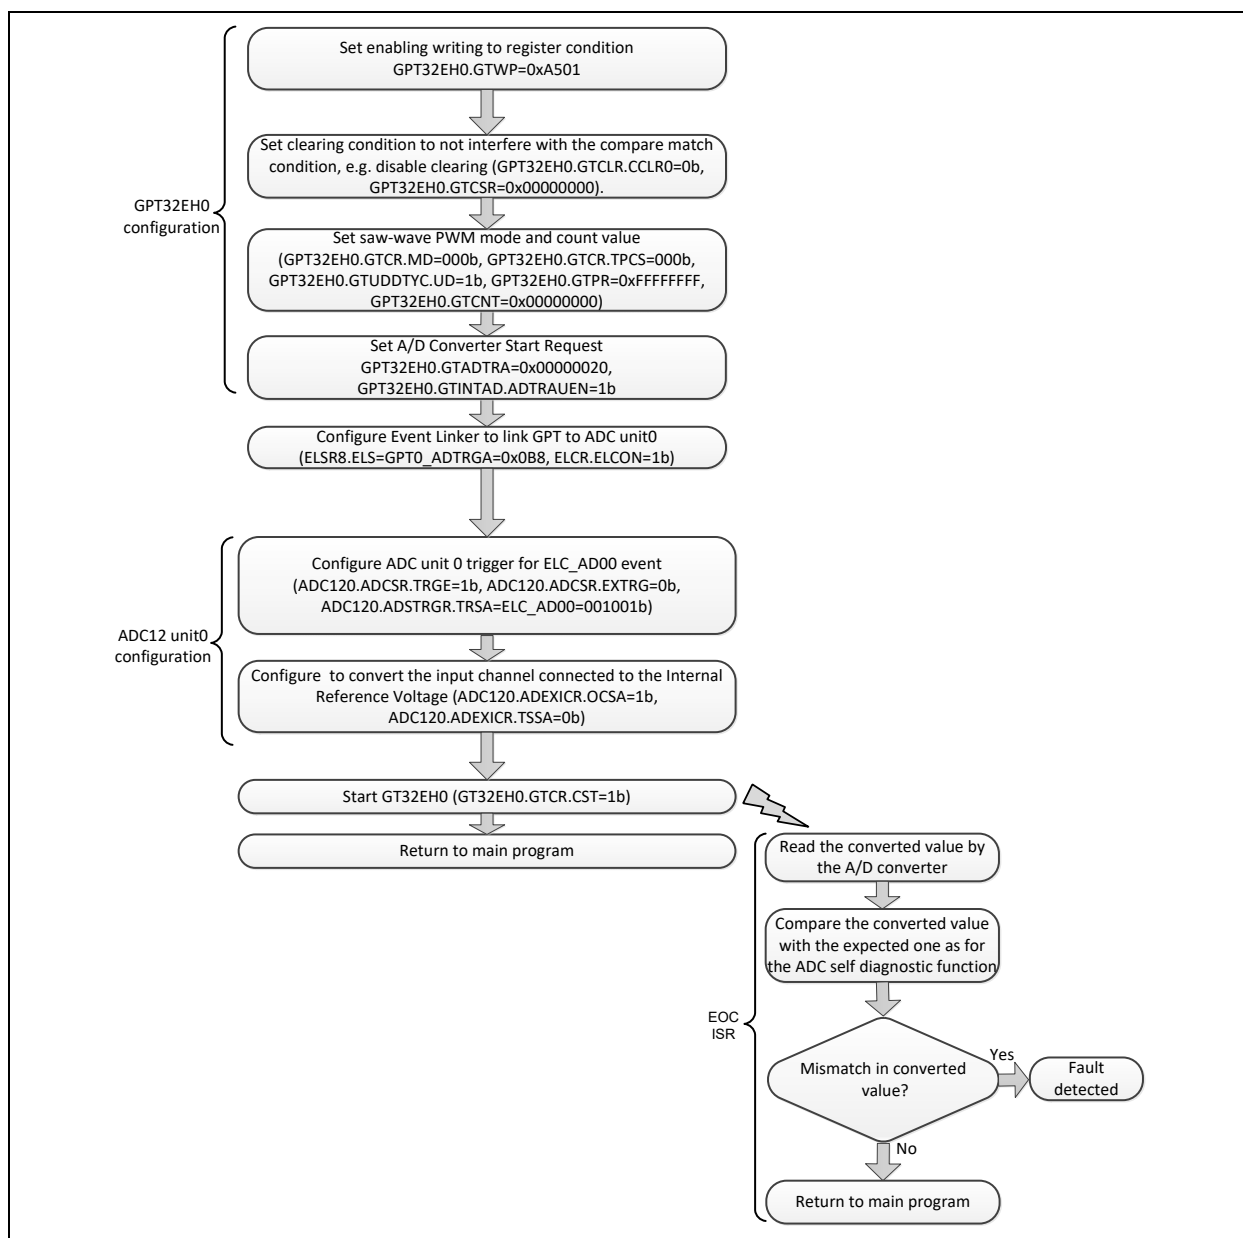 Set enabling writing to register condition
GPT32EH0.GTWP=0xA501
Set clearing condition to not interfere with the compare match
condition, e.g. disable clearing (GPT32EH0.GTCLR.CCLR0=0b,
GPT32EH0.GTCSR=0x00000000).
GPT32EH0
configuration
Set saw-wave PWM mode and count value
(GPT32EH0.GTCR.MD=000b, GPT32EH0.GTCR.TPCS=000b,
GPT32EH0.GTUDDTYC.UD=1b, GPT32EH0.GTPR=0xFFFFFFFF,
GPT32EH0.GTCNT=0x00000000)
Set A/D Converter Start Request
GPT32EH0.GTADTRA=0x00000020,
GPT32EH0.GTINTAD.ADTRAUEN=1b
Configure Event Linker to link GPT to ADC unit0
(ELSR8.ELS=GPT0_ADTRGA=0x0B8, ELCR.ELCON=1b)
Configure ADC unit 0 trigger for ELC_AD00 event
(ADC120.ADCSR.TRGE=1b, ADC120.ADCSR.EXTRG=0b,
ADC120.ADSTRGR.TRSA=ELC_AD00=001001b)
ADC12 unit0
configuration
Configure  to convert the input channel connected to the Internal
Reference Voltage (ADC120.ADEXICR.OCSA=1b,
ADC120.ADEXICR.TSSA=0b)
Start GT32EH0 (GT32EH0.GTCR.CST=1b)
Return to main program
Read the converted value by
the A/D converter
Compare the converted value
with the expected one as for
the ADC self diagnostic function
EOC
ISR
Mismatch in converted
value?
Yes
Fault
detected
No
Return to main program